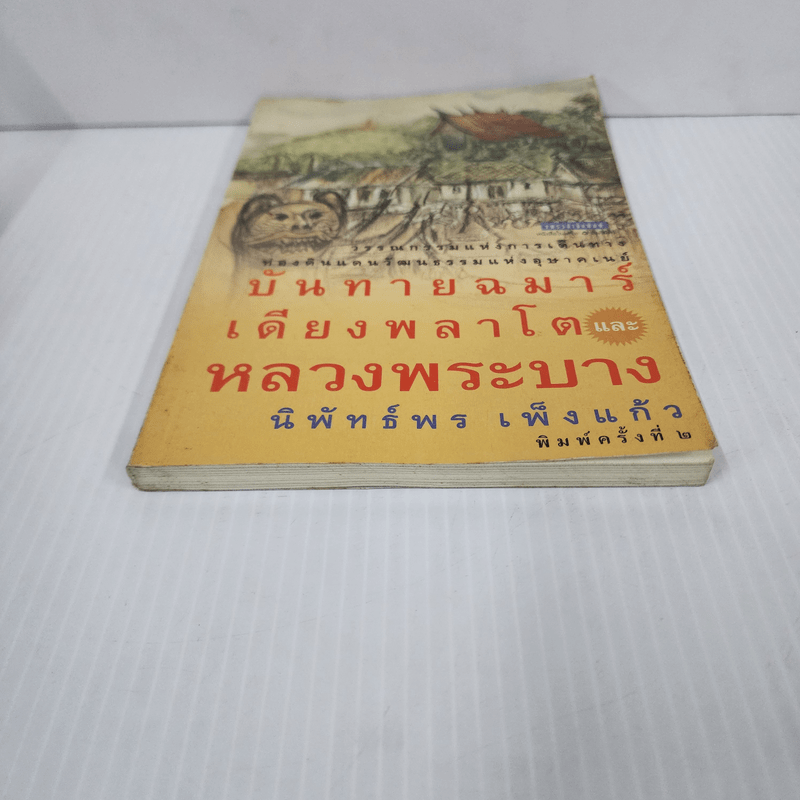 วรรณกรรมแห่งการเดินทาง
ท่องดินแดนวัฒนธรรมแห่งอุษาคเนย์
บันทายฉมาร์
เดียงพลาโต และ
หลวงพระบาง
นิพัทธ์พร เพ็งแก้ว
พิมพ์ครั้งที่ ๒